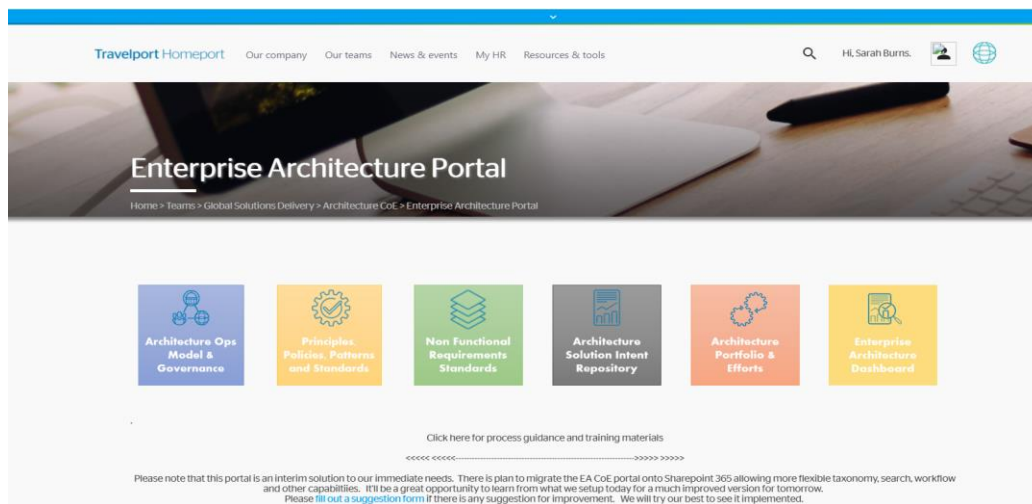 Travelport Homeport Our company Our teams News & events My HR Resources & tools Hi, Sarah Burns.
Enterprise Architecture Portal
Home > Teams > Global Solutions Delivery > Architecture CoE > Enterprise Architecture Portal
Architecture Ops
Model &
Governance
Principles,
Policies, Patterns
and Standards
Non Functional
Requirements
Standards
Architecture
Solution Intent
Repository
Architecture
Portfolio &
Efforts
Enterprise
Architecture
Dashboard
Click here for process guidance and training materials
<<<<< <<<<<---------------------------------------------------------------->>>>> >>>>>
Please note that this portal is an interim solution to our immediate needs. There is plan to migrate the EA CoE portal onto Sharepoint 365 allowing more flexible taxonomy, search, workflow
and other capabiltiies. It'll be a great opportunity to learn from what we setup today for a much improved version for tomorrow.
Please fill out a suggestion form if there is any suggestion for improvement. We will try our best to see it implemented.